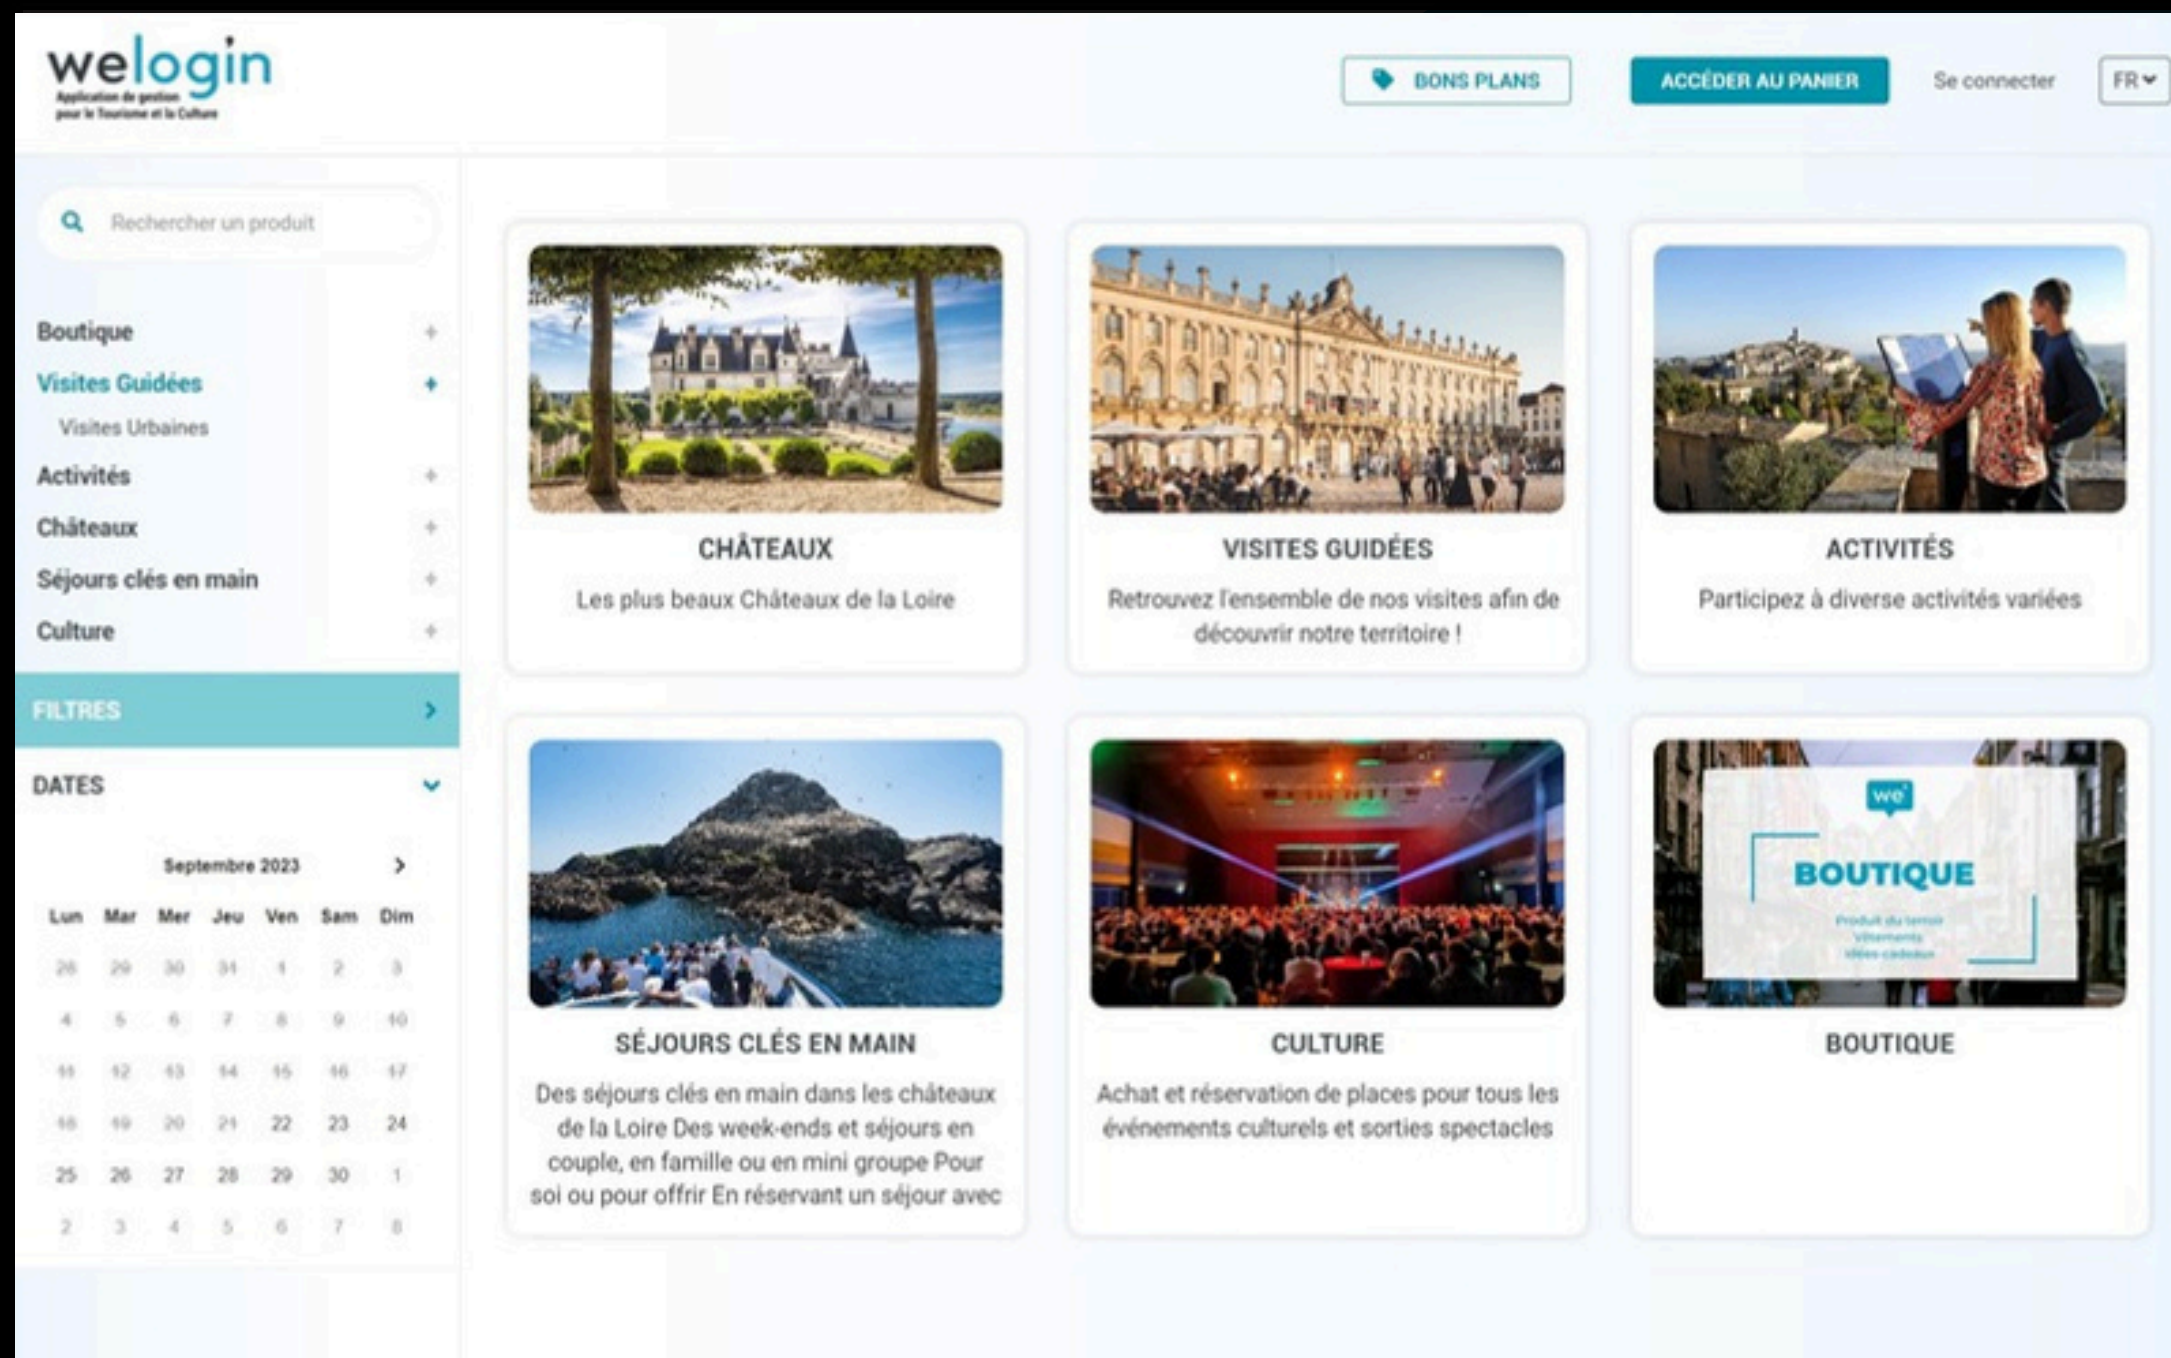 welogin
Application de gestion
pour le Tourisme et la Culture
BONS PLANS
ACCÉDER AU PANIER
Se connecter
FR
Rechercher un produit
Boutique +
Visites Guidées +
Visites Urbaines
Activités +
Châteaux +
Séjours clés en main +
Culture +
FILTRES
DATES
Septembre 2023
Lun Mar Mer Jeu Ven Sam Dim
28 29 30 31 1 2 3
4 5 6 7 8 9 10
11 12 13 14 15 16 17
18 19 20 21 22 23 24
25 26 27 28 29 30 1
2 3 4 5 6 7 8
CHÂTEAUX
Les plus beaux Châteaux de la Loire
VISITES GUIDÉES
Retrouvez l'ensemble de nos visites afin de
découvrir notre territoire !
ACTIVITÉS
Participez à diverse activités variées
SÉJOURS CLÉS EN MAIN
Des séjours clés en main dans les châteaux
de la Loire Des week-ends et séjours en
couple, en famille ou en mini groupe Pour
soi ou pour offrir En réservant un séjour avec
CULTURE
Achat et réservation de places pour tous les
événements culturels et sorties spectacles
we'
BOUTIQUE
Produit du terroir
Vêtements
Idées-cadeaux
BOUTIQUE